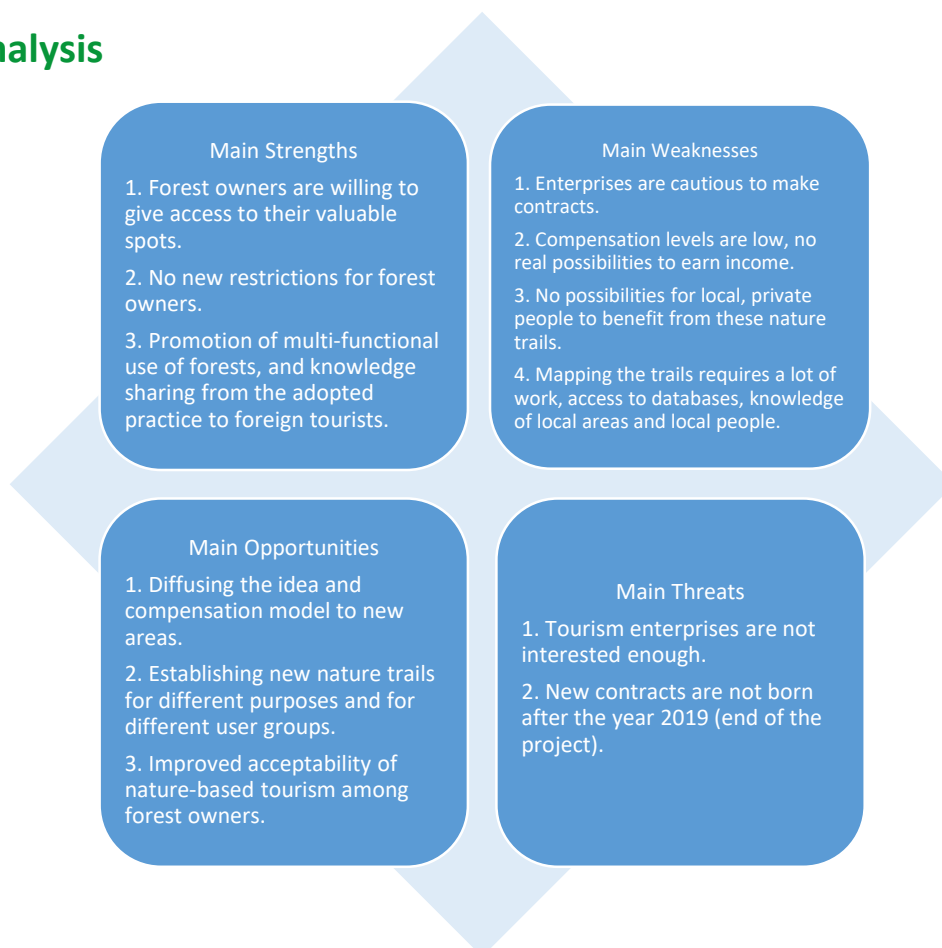 nalysis
Main Strengths
1. Forest owners are willing to
give access to their valuable
spots.
2. No new restrictions for forest
owners.
3. Promotion of multi-functional
use of forests, and knowledge
sharing from the adopted
practice to foreign tourists.
Main Weaknesses
1. Enterprises are cautious to make
contracts.
2. Compensation levels are low, no
real possibilities to earn income.
3. No possibilities for local, private
people to benefit from these nature
trails.
4. Mapping the trails requires a lot of
work, access to databases, knowledge
of local areas and local people.
Main Opportunities
1. Diffusing the idea and
compensation model to new
areas.
2. Establishing new nature trails
for different purposes and for
different user groups.
3. Improved acceptability of
nature-based tourism among
forest owners.
Main Threats
1. Tourism enterprises are not
interested enough.
2. New contracts are not born
after the year 2019 (end of the
project).